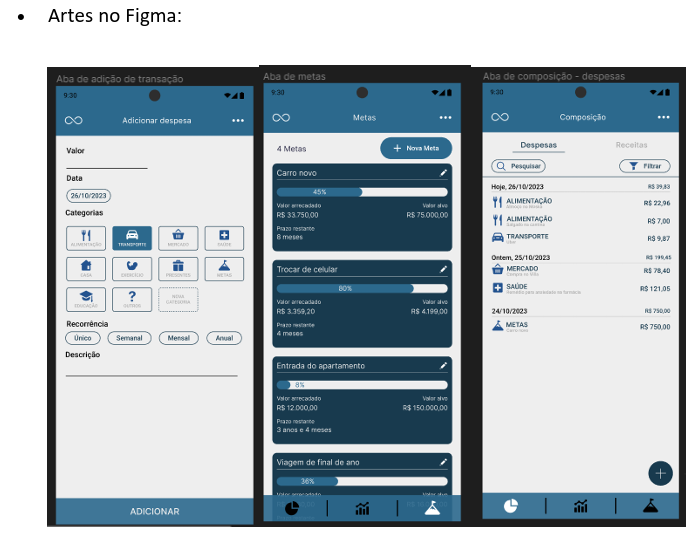 • Artes no Figma:
Aba de adição de transação
9:30
Adicionar despesa
Valor
Data
26/10/2023
Categorias
ALIMENTAÇÃO
TRANSPORTE
MERCADO
SAÚDE
CASA
EXERCÍCIO
PRESENTES
METAS
EDUCAÇÃO
OUTROS
NOVA
CATEGORIA
Recorrência
Único
Semanal
Mensal
Anual
Descrição
ADICIONAR
Aba de metas
9:30
Metas
4 Metas
+ Nova Meta
Carro novo
45%
Valor arrecadado
Valor alvo
R$ 33.750,00
R$ 75.000,00
Prazo restante
8 meses
Trocar de celular
80%
Valor arrecadado
Valor alvo
R$ 3.359,20
R$ 4.199,00
Prazo restante
4 meses
Entrada do apartamento
8%
Valor arrecadado
Valor alvo
R$ 12.000,00
R$ 150.000,00
Prazo restante
3 anos e 4 meses
Viagem de final de ano
36%
Valor arrecadado
Valor alvo
Aba de composição - despesas
9:30
Composição
Despesas
Receitas
Pesquisar
Filtrar
Hoje, 26/10/2023
R$ 39,83
ALIMENTAÇÃO
R$ 22,96
ALIMENTAÇÃO
R$ 7,00
TRANSPORTE
Uber
R$ 9,87
Ontem, 25/10/2023
R$ 199,45
MERCADO
R$ 78,40
SAÚDE
R$ 121,05
24/10/2023
R$ 750,00
METAS
Carro novo
R$ 750,00